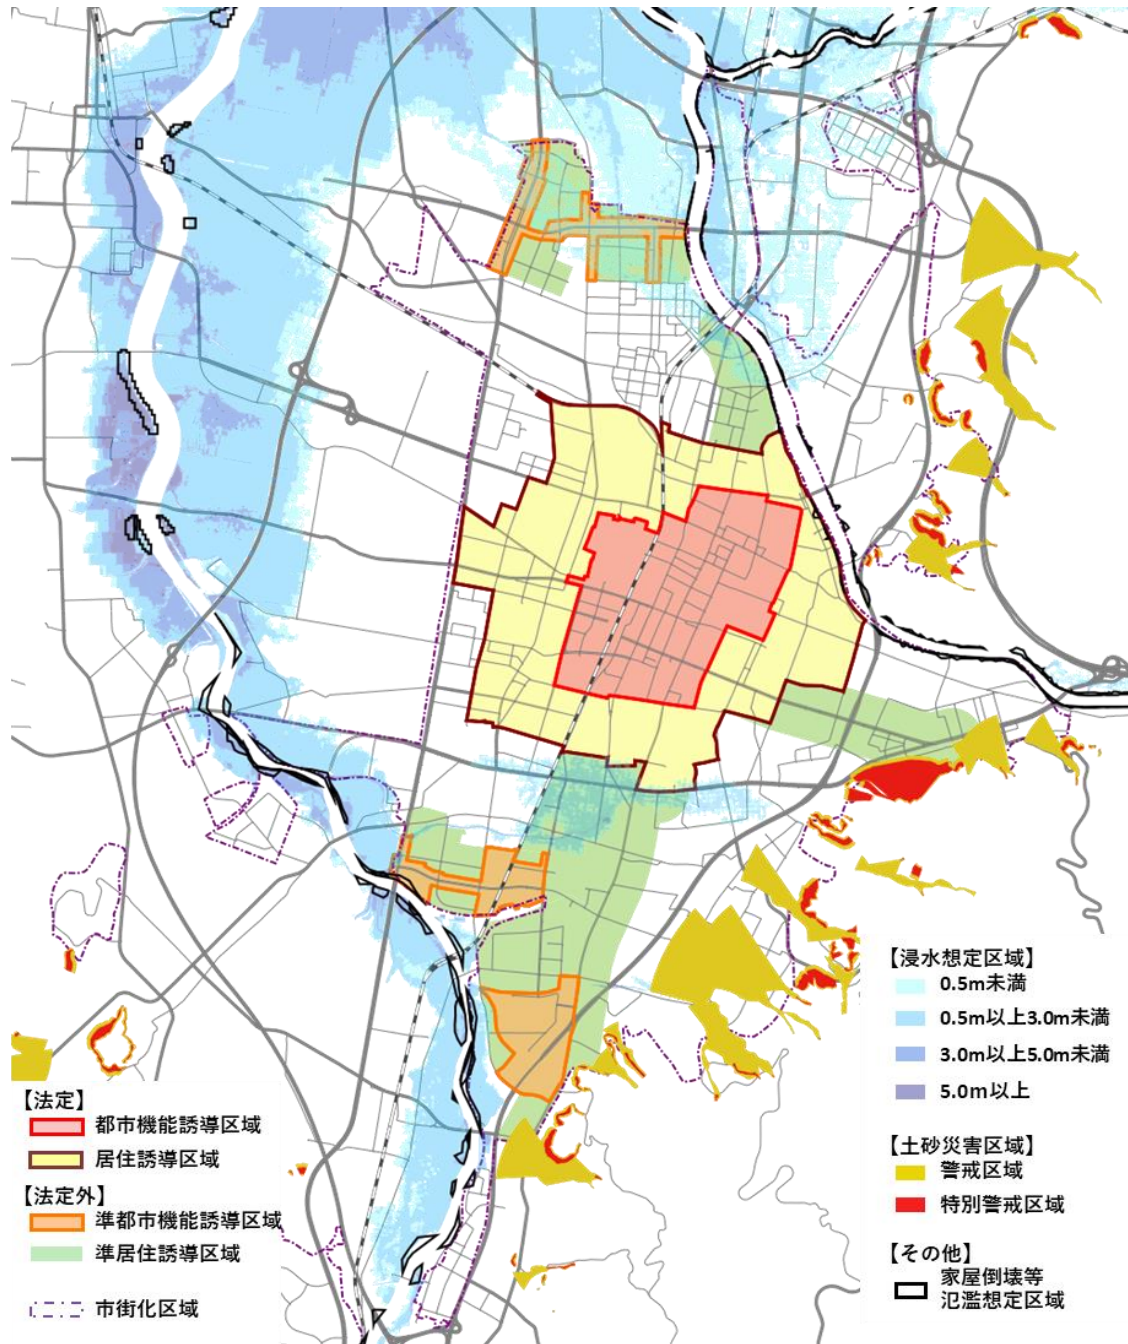 【浸水想定区域】
0.5m未満
0.5m以上3.0m未満
3.0m以上5.0m未満
5.0m以上
【土砂災害区域】
警戒区域
特別警戒区域
【その他】
家屋倒壊等
氾濫想定区域
【法定】
都市機能誘導区域
居住誘導区域
【法定外】
準都市機能誘導区域
準居住誘導区域
市街化区域